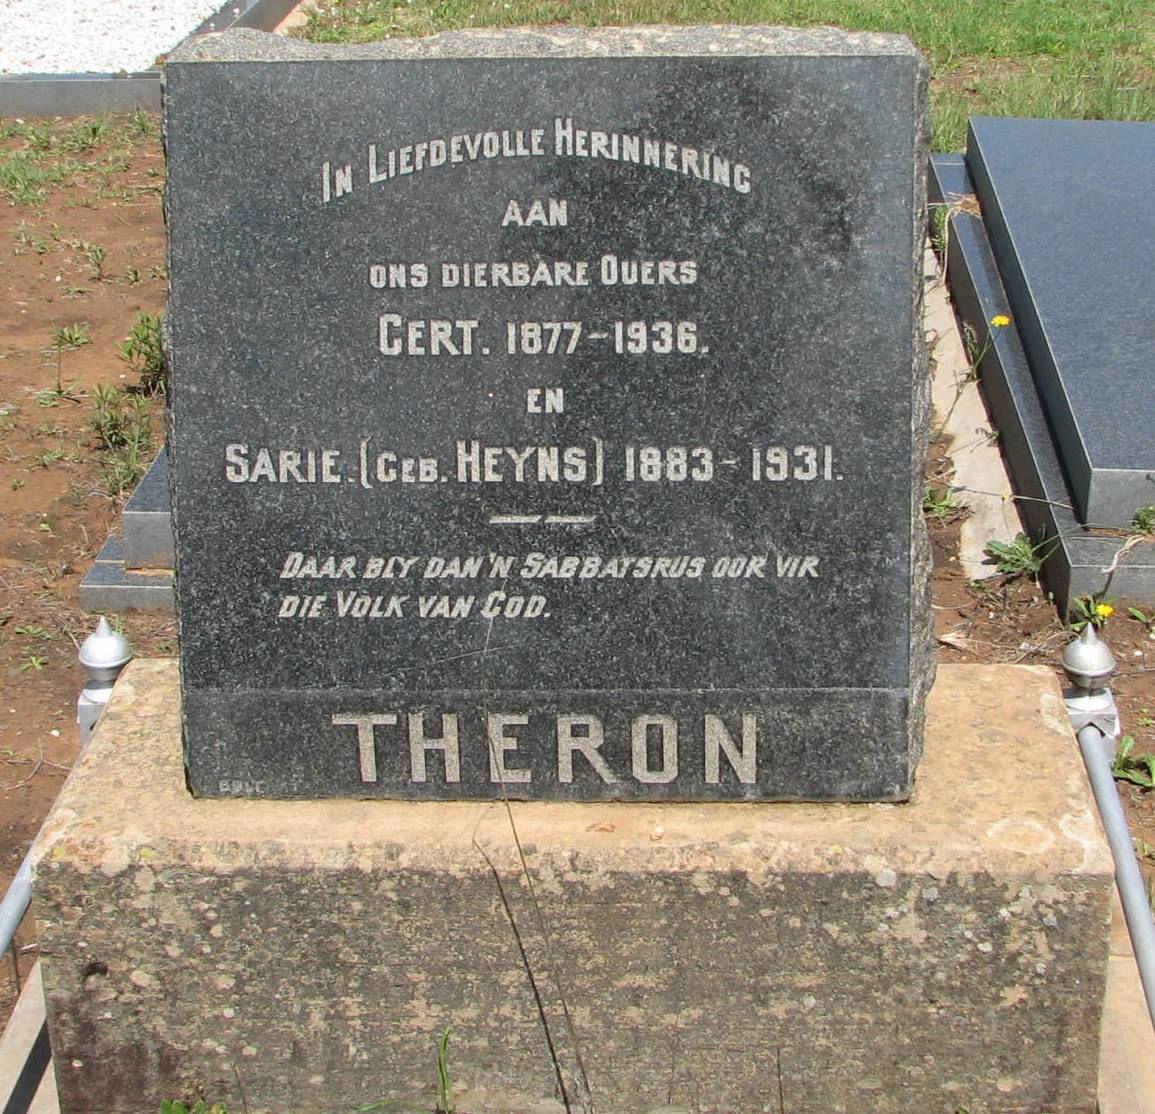 IN LIEFDEVOLLE HERINNERING
AAN
ONS DIERBARE OUERS
GERT. 1877-1936.
EN
SARIE.(GEB. HEYNS) 1883-1931.
DAAR BLY DAN 'N SABBATSRUS OOR VIR
DIE VOLK VAN GOD.
THERON